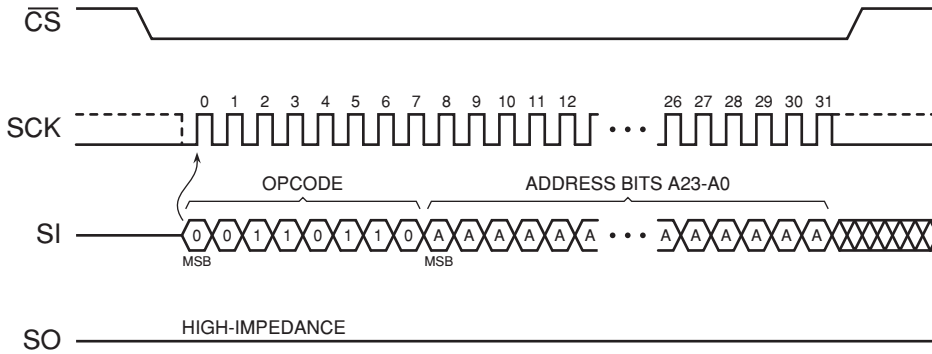 CS
0 1 2 3 4 5 6 7 8 9 10 11 12 26 27 28 29 30 31
SCK
OPCODE ADDRESS BITS A23-A0
SI 0 0 1 1 0 1 1 0 A A A A A A A A A A A A
MSB MSB
HIGH-IMPEDANCE
SO